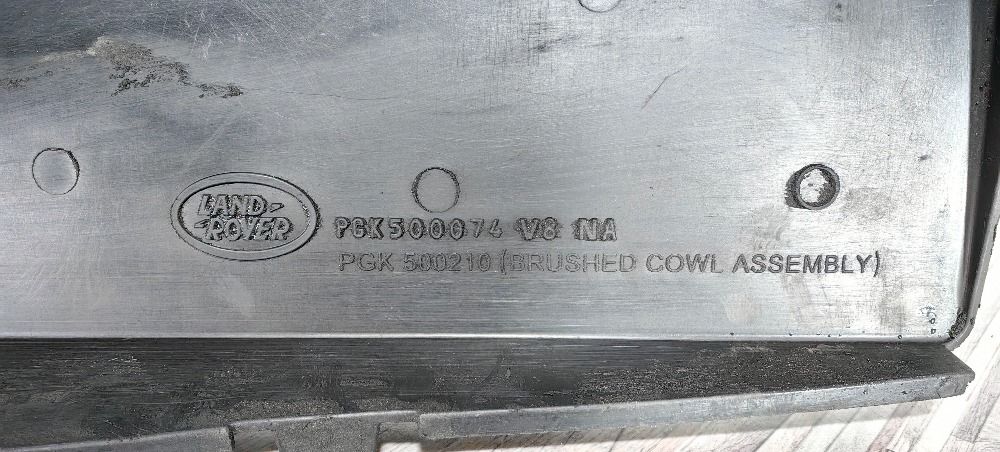 LAND-
-ROVER
PGK500074 V8 NA
PGK 500210 (BRUSHED COWL ASSEMBLY)